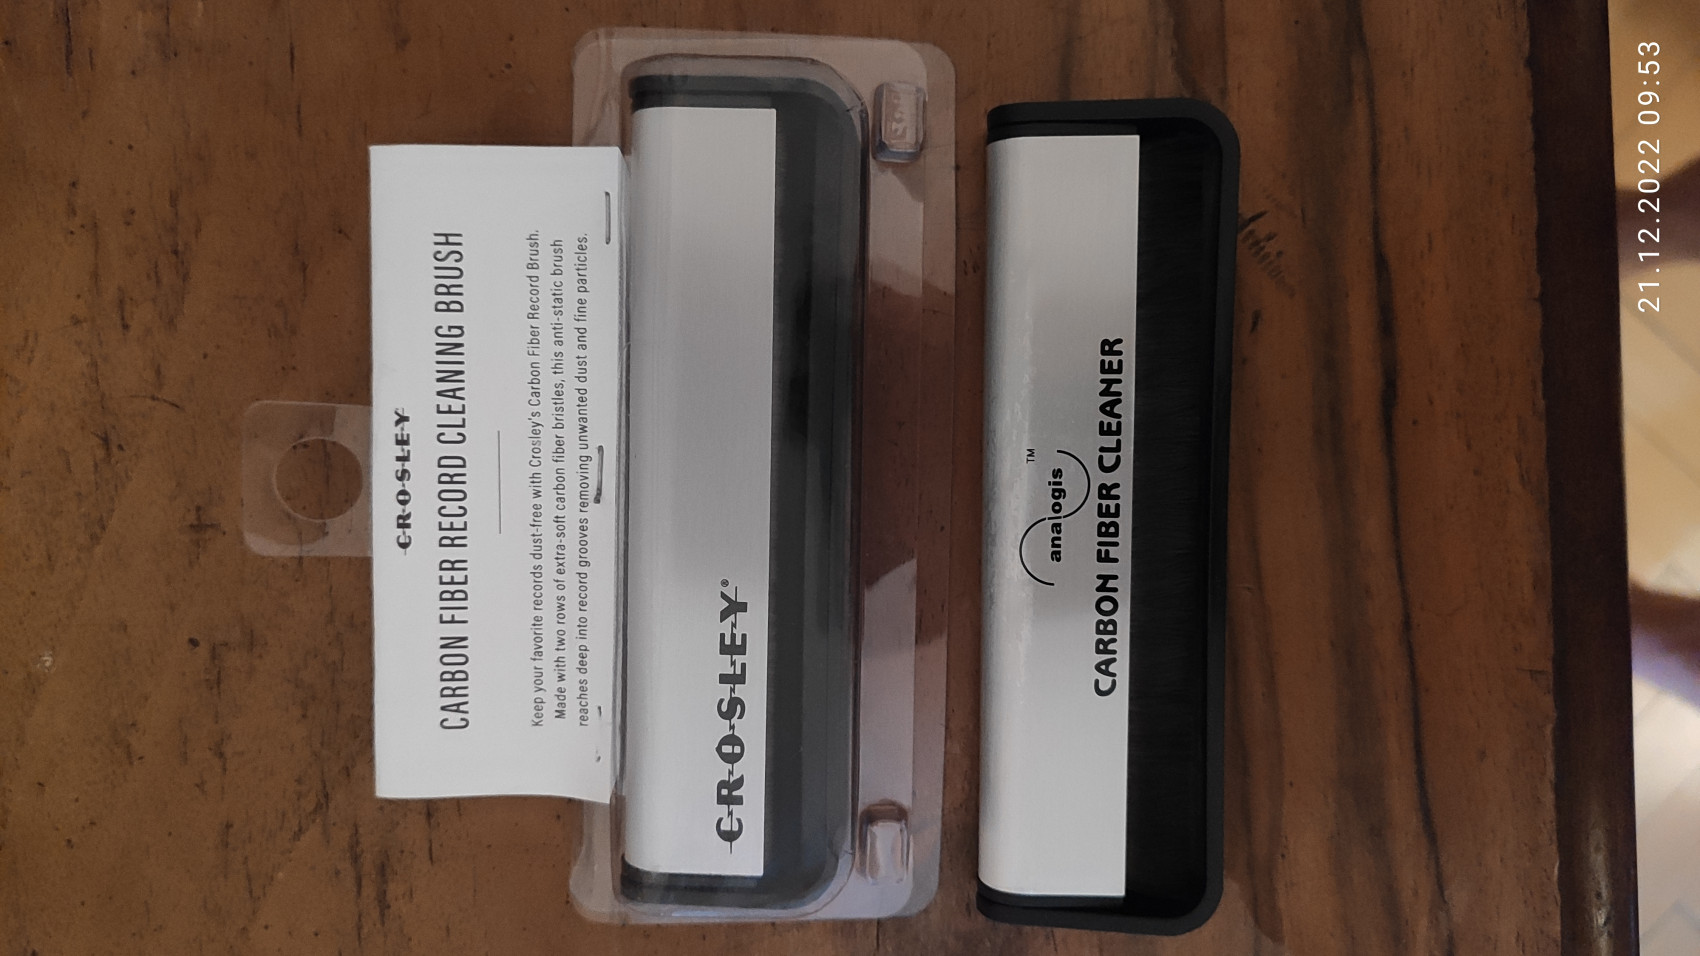 C-R-O-S-L-E-Y
CARBON FIBER RECORD CLEANING BRUSH
Keep your favorite records dust-free with Crosley's Carbon Fiber Record Brush.
Made with two rows of extra-soft carbon fiber bristles, this anti-static brush
reaches deep into record grooves removing unwanted dust and fine particles.
C-R-O-S-L-E-Y®
analogis™
CARBON FIBER CLEANER
21.12.2022 09:53